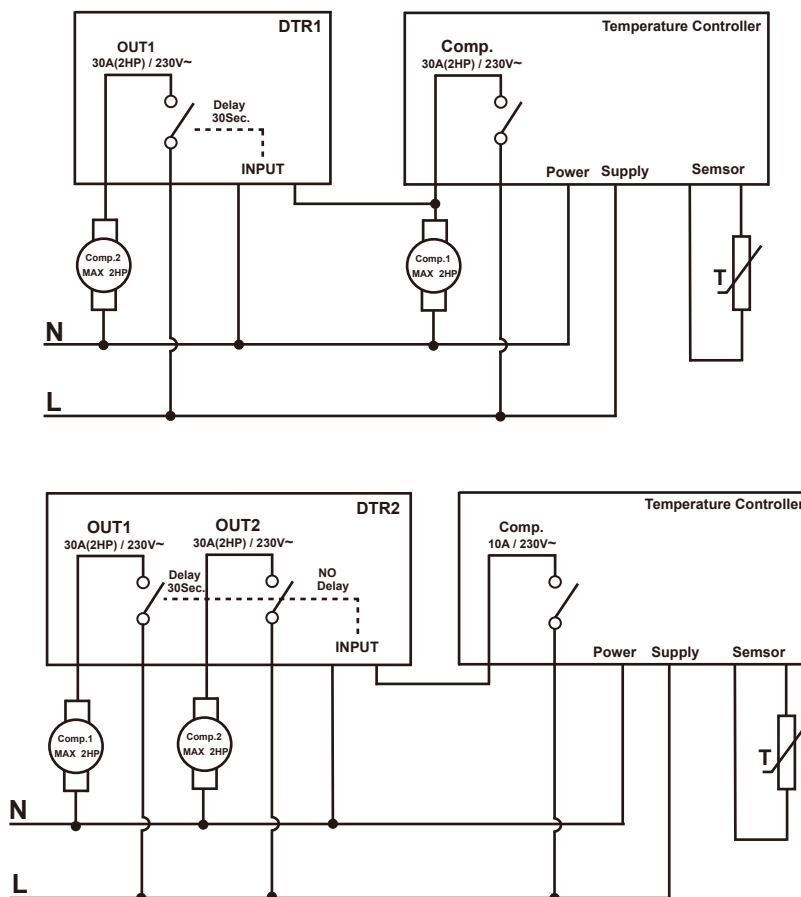 DTR1
Temperature Controller
OUT1
30A(2HP) / 230V~
Comp.
30A(2HP) / 230V~
Delay
30Sec.
INPUT
Power
Supply
Semsor
Comp.2
MAX 2HP
Comp.1
MAX 2HP
T
N
L
DTR2
Temperature Controller
OUT1
30A(2HP) / 230V~
OUT2
30A(2HP) / 230V~
Comp.
10A / 230V~
Delay
30Sec.
NO
Delay
INPUT
Power
Supply
Semsor
Comp.1
MAX 2HP
Comp.2
MAX 2HP
T
N
L